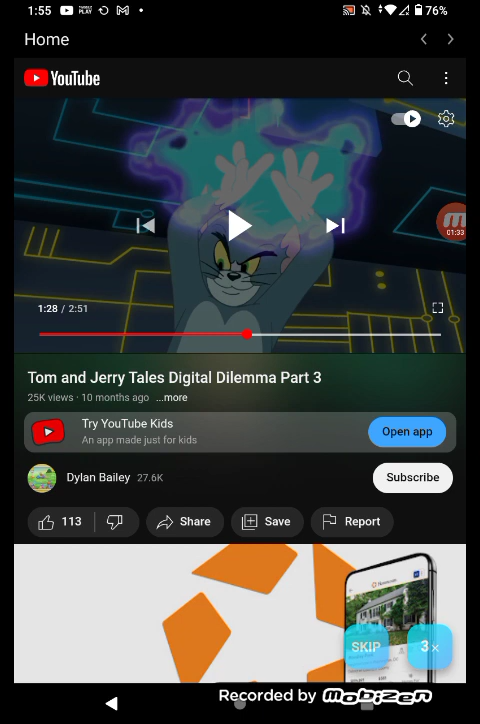 1:55
76%
Home
YouTube
01:33
1:28 / 2:51
Tom and Jerry Tales Digital Dilemma Part 3
25K views · 10 months ago ...more
Try YouTube Kids
An app made just for kids
Open app
Dylan Bailey 27.6K
Subscribe
113
Share
Save
Report
SKIP
3×
Recorded by Mobizen